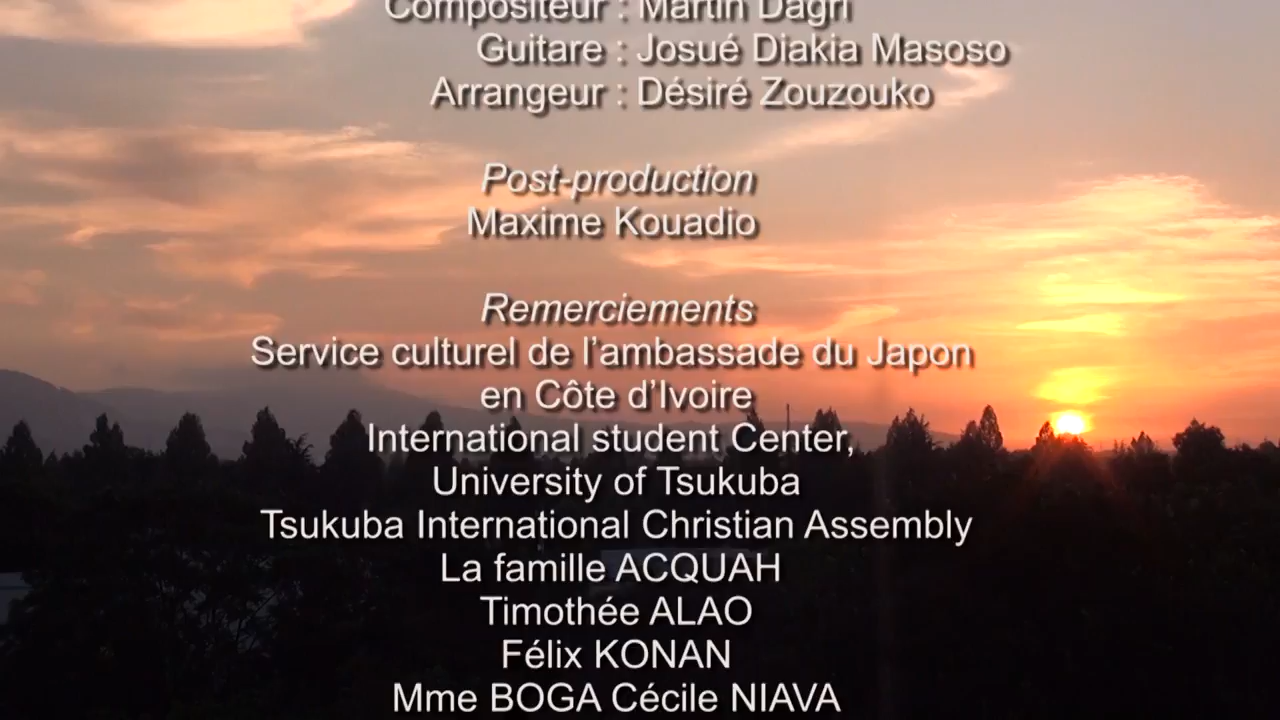 Compositeur : Martin Dagri
Guitare : Josué Diakia Masoso
Arrangeur : Désiré Zouzouko
Post-production
Maxime Kouadio
Remerciements
Service culturel de l’ambassade du Japon
en Côte d’Ivoire
International student Center,
University of Tsukuba
Tsukuba International Christian Assembly
La famille ACQUAH
Timothée ALAO
Félix KONAN
Mme BOGA Cécile NIAVA